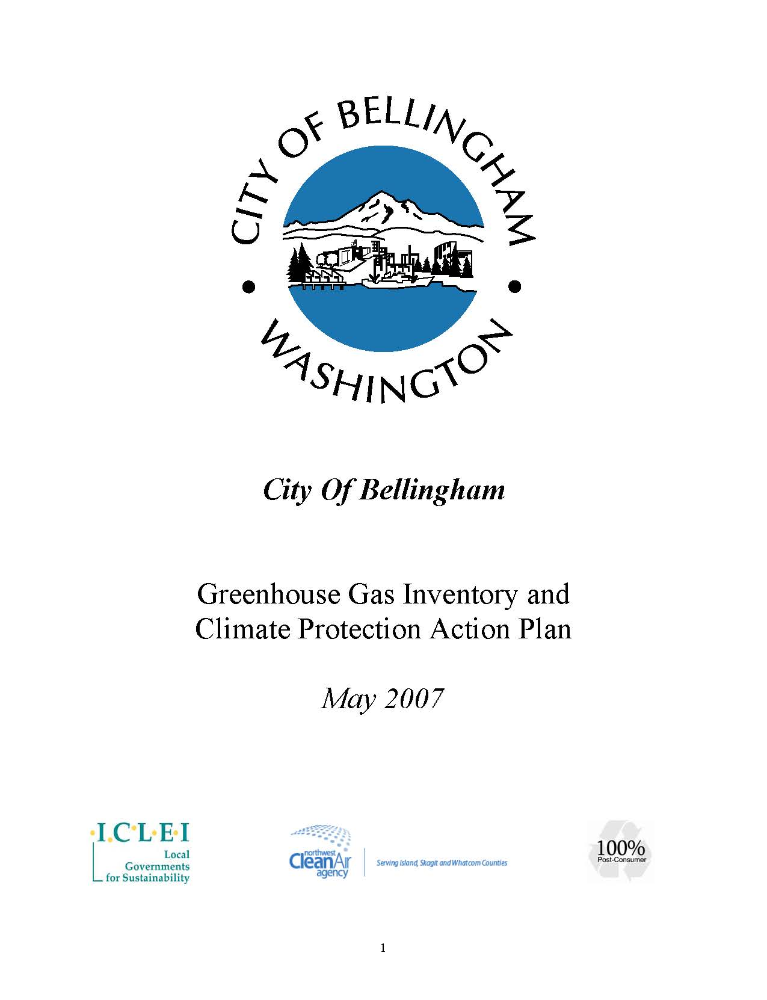 CITY OF BELLINGHAM
WASHINGTON
City Of Bellingham
Greenhouse Gas Inventory and
Climate Protection Action Plan
May 2007
I.C.L.E.I
Local
Governments
for Sustainability
northwest
CleanAir
agency
Serving Island, Skagit and Whatcom Counties
100%
Post-Consumer
1